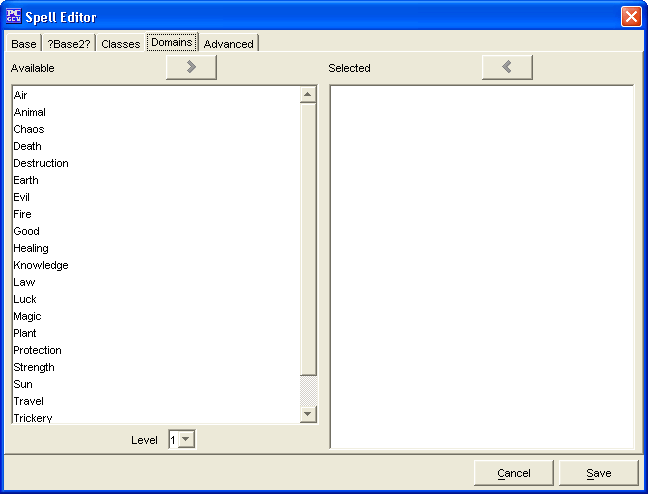 PC
GEN
Spell Editor
Base ?Base2? Classes Domains Advanced
Available Selected
Air
Animal
Chaos
Death
Destruction
Earth
Evil
Fire
Good
Healing
Knowledge
Law
Luck
Magic
Plant
Protection
Strength
Sun
Travel
Trickery
Level 1
Cancel Save